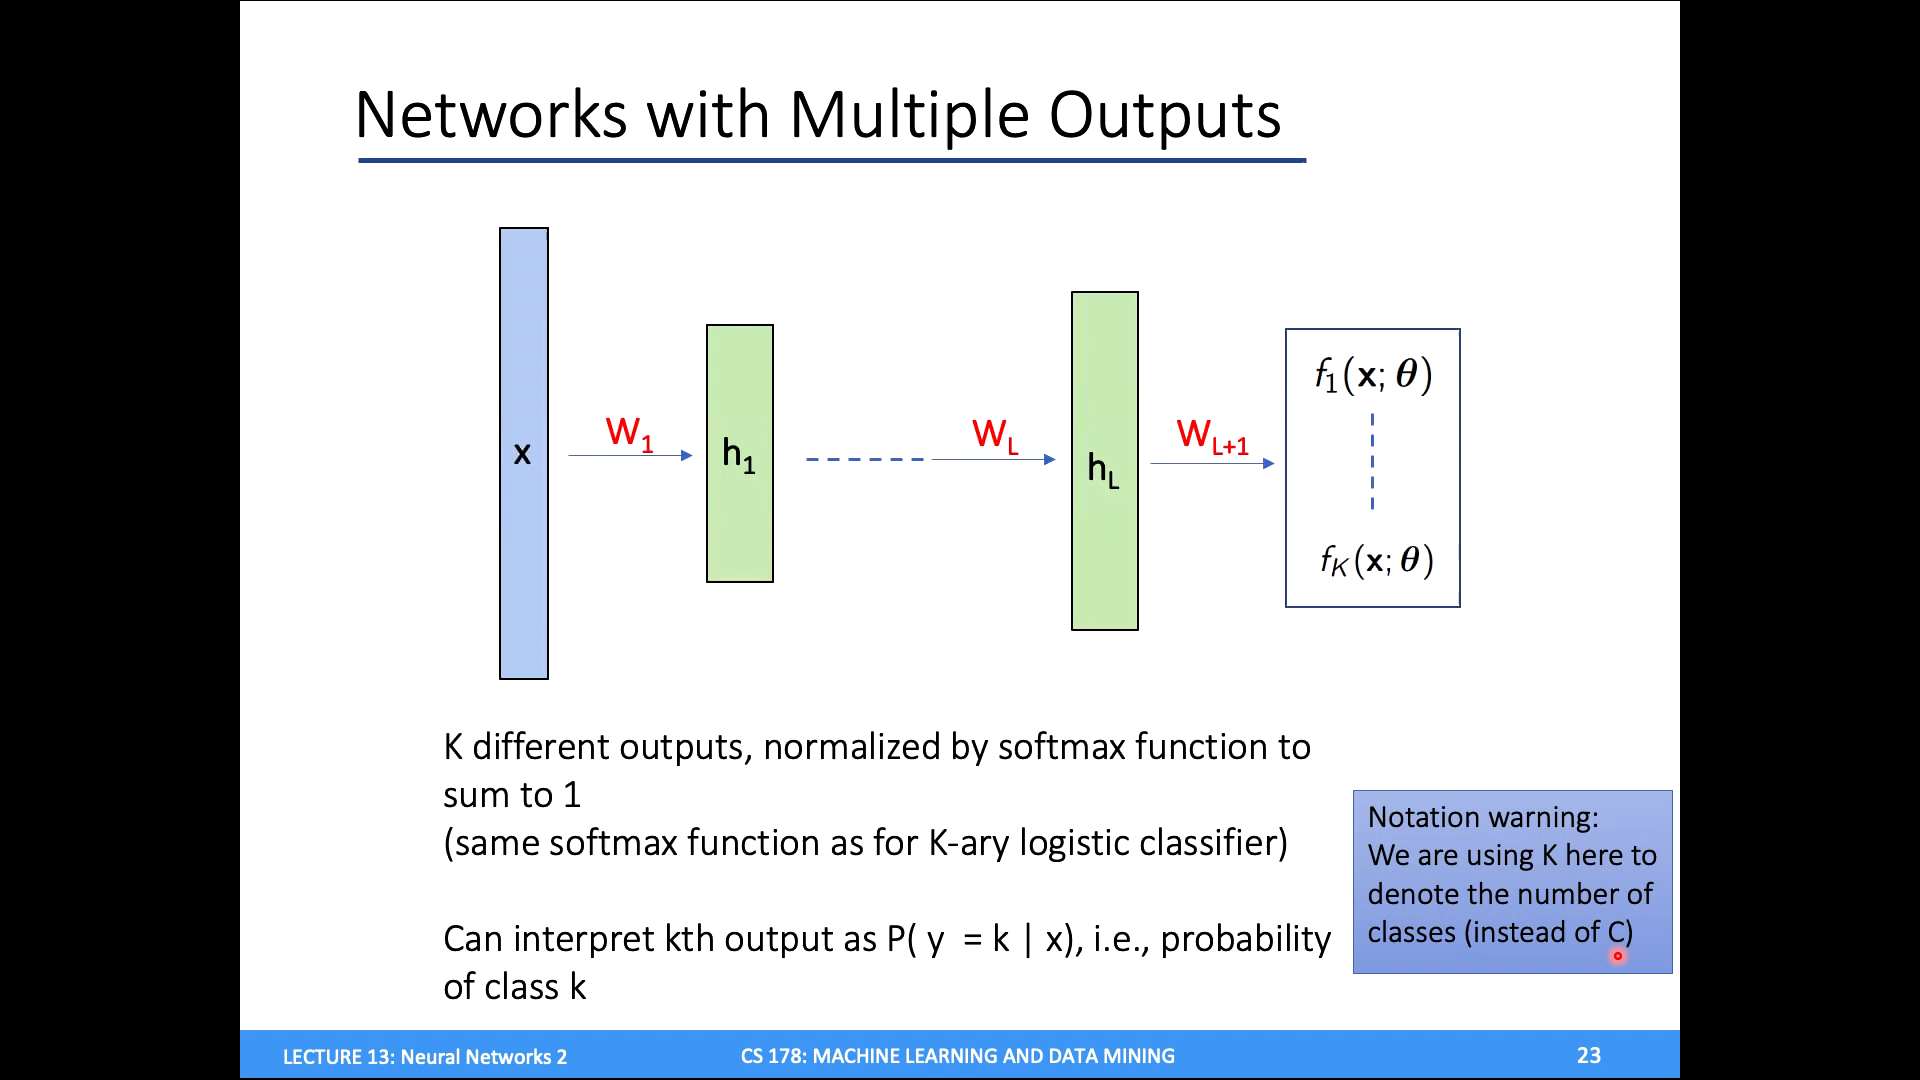 Networks with Multiple Outputs
x
W1
h1
WL
hL
WL+1
f1(x; θ)
fK(x; θ)
K different outputs, normalized by softmax function to
sum to 1
(same softmax function as for K-ary logistic classifier)
Can interpret kth output as P( y = k | x), i.e., probability
of class k
Notation warning:
We are using K here to
denote the number of
classes (instead of C)
LECTURE 13: Neural Networks 2
CS 178: MACHINE LEARNING AND DATA MINING
23